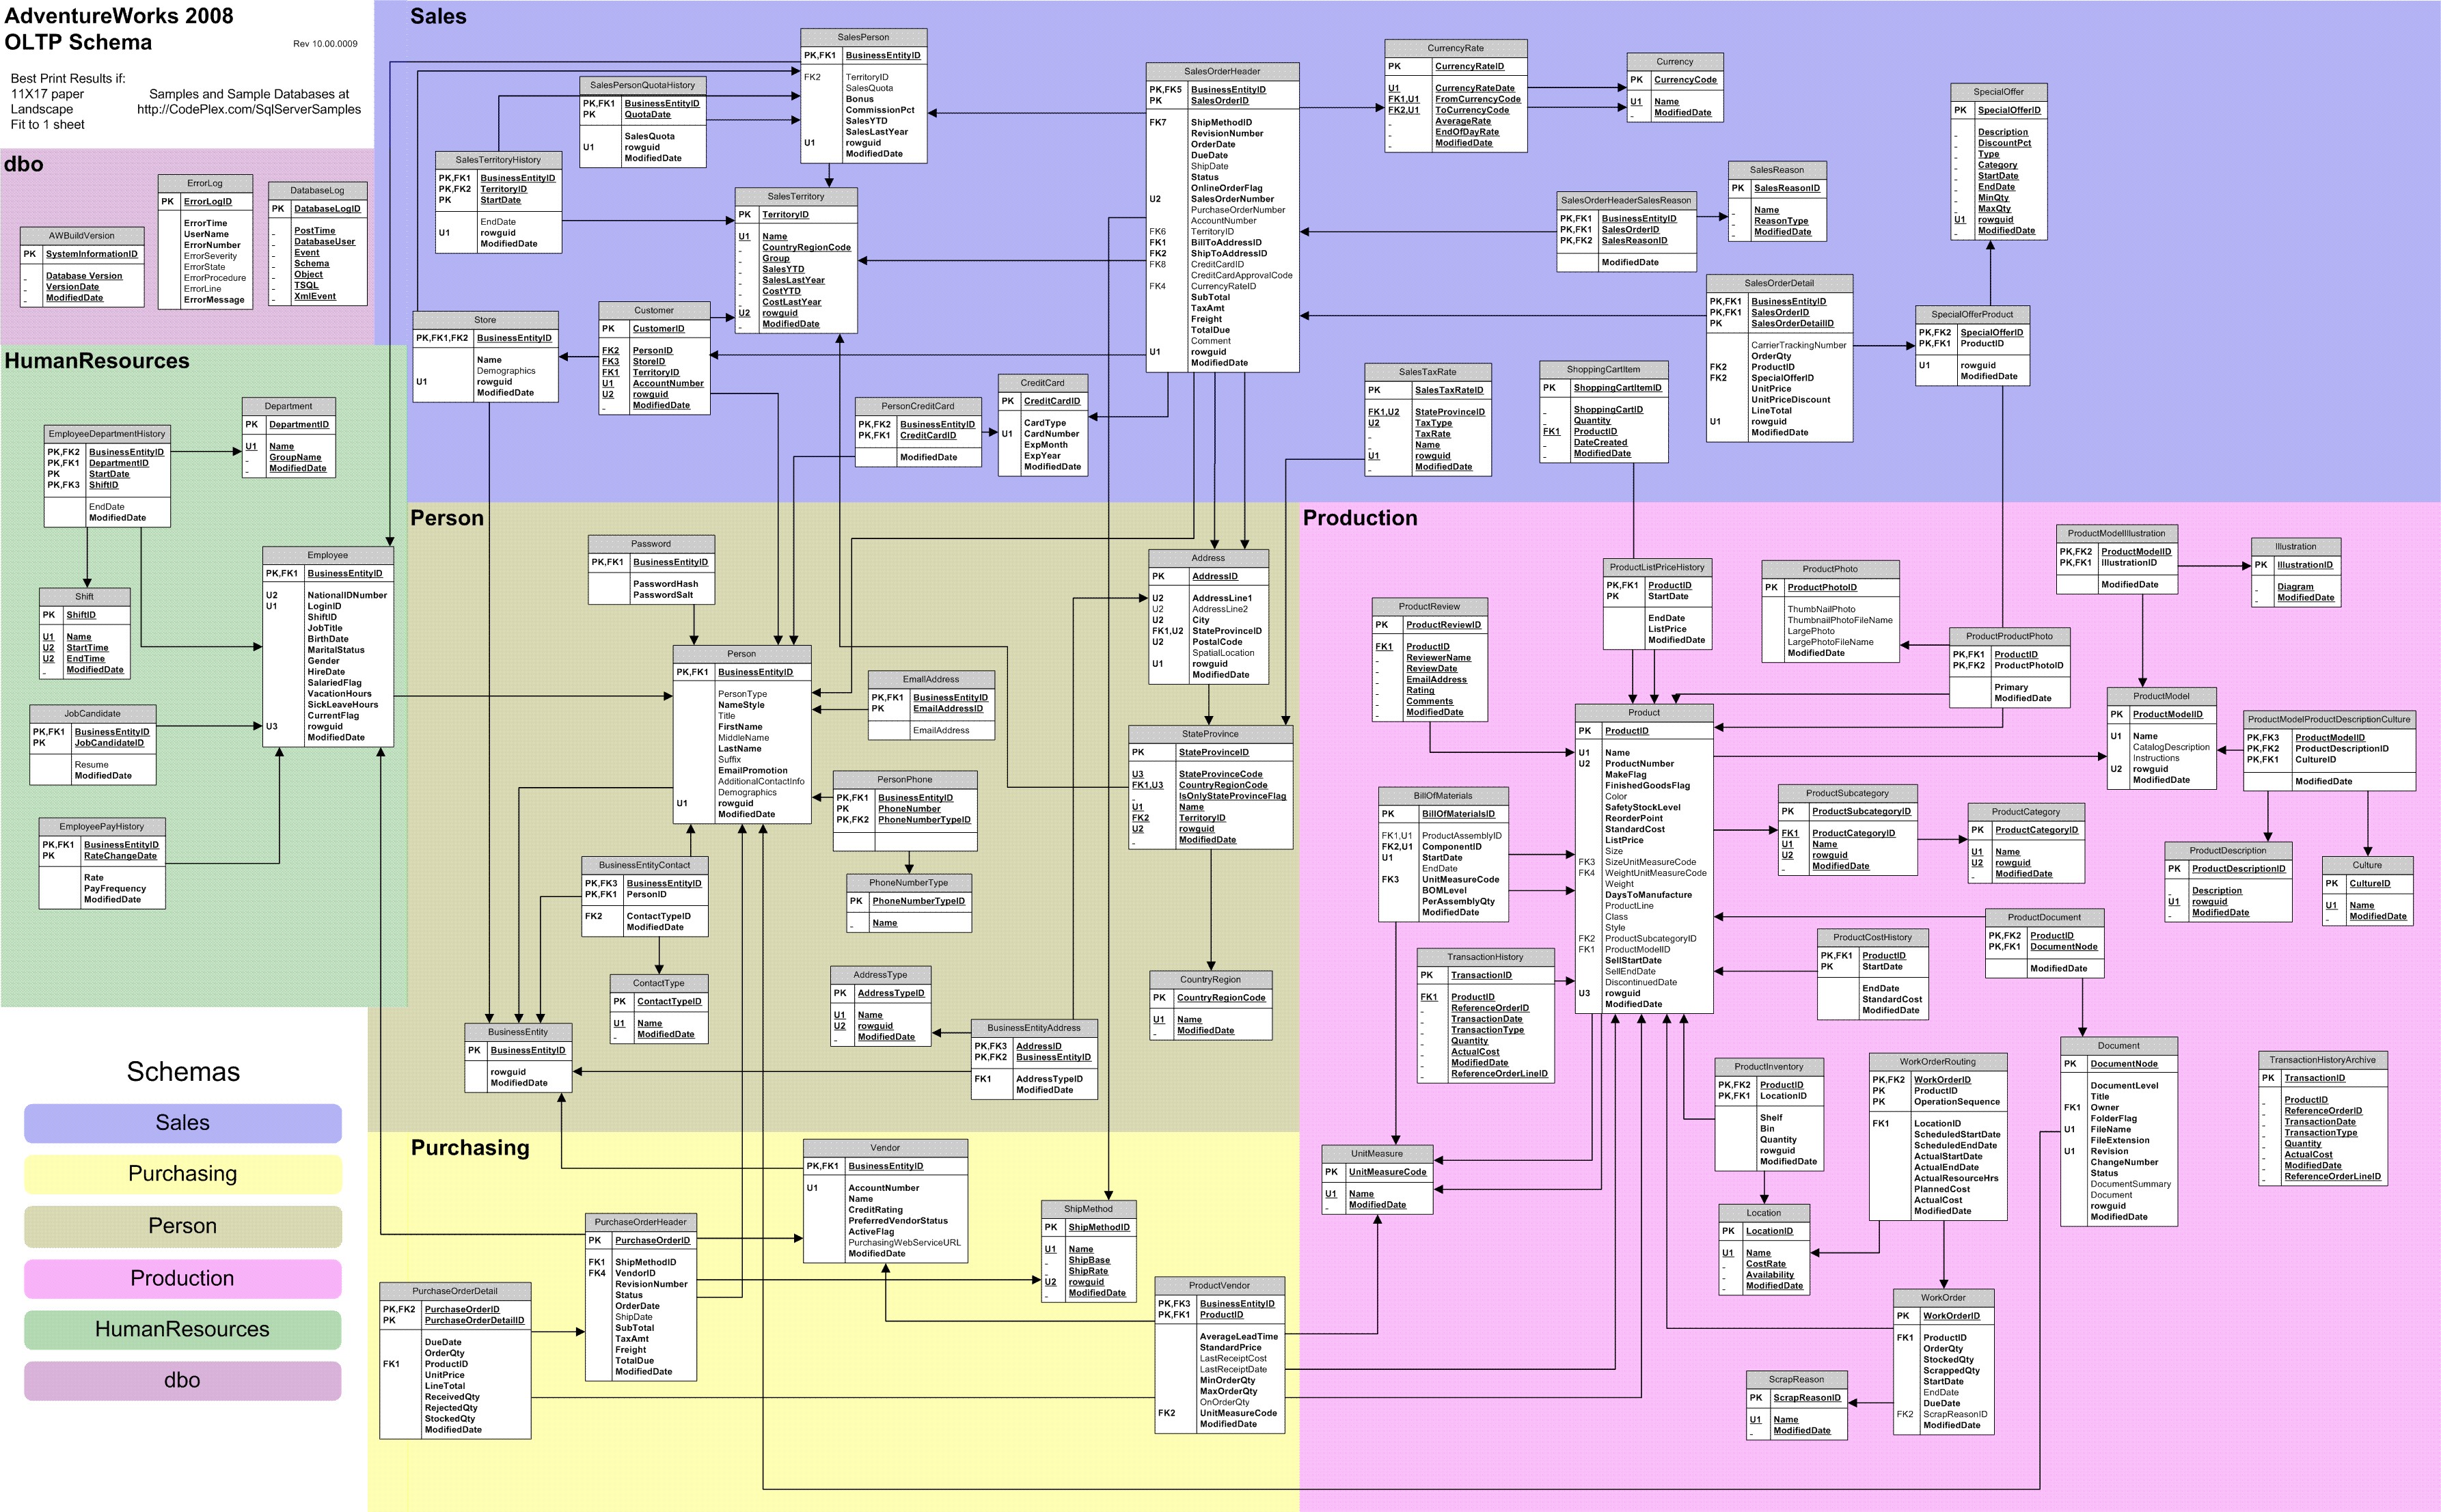 AdventureWorks 2008
OLTP Schema
Rev 10.00.0009
Best Print Results if:
11X17 paper
Landscape
Fit to 1 sheet
Samples and Sample Databases at
http://CodePlex.com/SqlServerSamples
dbo
AWBuildVersion
PK SystemInformationID
_ Database Version
_ VersionDate
_ ModifiedDate
ErrorLog
PK ErrorLogID
ErrorTime
UserName
ErrorNumber
ErrorSeverity
ErrorState
ErrorProcedure
ErrorLine
ErrorMessage
DatabaseLog
PK DatabaseLogID
_ PostTime
_ DatabaseUser
_ Event
_ Schema
_ Object
_ TSQL
_ XmlEvent
Sales
SalesPerson
PK,FK1 BusinessEntityID
FK2 TerritoryID
SalesQuota
Bonus
CommissionPct
SalesYTD
SalesLastYear
U1 rowguid
ModifiedDate
SalesPersonQuotaHistory
PK,FK1 BusinessEntityID
PK QuotaDate
SalesQuota
U1 rowguid
ModifiedDate
SalesTerritoryHistory
PK,FK1 BusinessEntityID
PK,FK2 TerritoryID
PK StartDate
EndDate
U1 rowguid
ModifiedDate
SalesTerritory
PK TerritoryID
U1 Name
_ CountryRegionCode
_ Group
_ SalesYTD
_ SalesLastYear
_ CostYTD
_ CostLastYear
U2 rowguid
_ ModifiedDate
Store
PK,FK1,FK2 BusinessEntityID
Name
Demographics
U1 rowguid
ModifiedDate
Customer
PK CustomerID
FK2 PersonID
FK3 StoreID
FK1 TerritoryID
U1 AccountNumber
U2 rowguid
_ ModifiedDate
PersonCreditCard
PK,FK2 BusinessEntityID
PK,FK1 CreditCardID
ModifiedDate
CreditCard
PK CreditCardID
CardType
U1 CardNumber
ExpMonth
ExpYear
ModifiedDate
SalesOrderHeader
PK,FK5 BusinessEntityID
PK SalesOrderID
FK7 ShipMethodID
RevisionNumber
OrderDate
DueDate
ShipDate
Status
OnlineOrderFlag
U2 SalesOrderNumber
PurchaseOrderNumber
AccountNumber
FK6 TerritoryID
FK1 BillToAddressID
FK2 ShipToAddressID
FK8 CreditCardID
CreditCardApprovalCode
FK4 CurrencyRateID
SubTotal
TaxAmt
Freight
TotalDue
Comment
U1 rowguid
ModifiedDate
CurrencyRate
PK CurrencyRateID
U1 CurrencyRateDate
FK1,U1 FromCurrencyCode
FK2,U1 ToCurrencyCode
_ AverageRate
_ EndOfDayRate
_ ModifiedDate
Currency
PK CurrencyCode
U1 Name
_ ModifiedDate
SalesReason
PK SalesReasonID
_ Name
_ ReasonType
_ ModifiedDate
SalesOrderHeaderSalesReason
PK,FK1 BusinessEntityID
PK,FK1 SalesOrderID
PK,FK2 SalesReasonID
ModifiedDate
SpecialOffer
PK SpecialOfferID
_ Description
_ DiscountPct
_ Type
_ Category
_ StartDate
_ EndDate
_ MinQty
_ MaxQty
U1 rowguid
_ ModifiedDate
SalesOrderDetail
PK,FK1 BusinessEntityID
PK,FK1 SalesOrderID
PK SalesOrderDetailID
CarrierTrackingNumber
OrderQty
FK2 ProductID
FK2 SpecialOfferID
UnitPrice
UnitPriceDiscount
LineTotal
U1 rowguid
ModifiedDate
SpecialOfferProduct
PK,FK2 SpecialOfferID
PK,FK1 ProductID
U1 rowguid
ModifiedDate
SalesTaxRate
PK SalesTaxRateID
FK1,U2 StateProvinceID
U2 TaxType
_ TaxRate
_ Name
U1 rowguid
_ ModifiedDate
ShoppingCartItem
PK ShoppingCartItemID
_ ShoppingCartID
_ Quantity
FK1 ProductID
_ DateCreated
_ ModifiedDate
HumanResources
Department
PK DepartmentID
U1 Name
_ GroupName
_ ModifiedDate
EmployeeDepartmentHistory
PK,FK2 BusinessEntityID
PK,FK1 DepartmentID
PK StartDate
PK,FK3 ShiftID
EndDate
ModifiedDate
Shift
PK ShiftID
U1 Name
U2 StartTime
U2 EndTime
_ ModifiedDate
Employee
PK,FK1 BusinessEntityID
U2 NationalIDNumber
U1 LoginID
ShiftID
JobTitle
BirthDate
MaritalStatus
Gender
HireDate
SalariedFlag
VacationHours
SickLeaveHours
CurrentFlag
U3 rowguid
ModifiedDate
JobCandidate
PK,FK1 BusinessEntityID
PK JobCandidateID
Resume
ModifiedDate
EmployeePayHistory
PK,FK1 BusinessEntityID
PK RateChangeDate
Rate
PayFrequency
ModifiedDate
Person
Password
PK,FK1 BusinessEntityID
PasswordHash
PasswordSalt
Person
PK,FK1 BusinessEntityID
PersonType
NameStyle
Title
FirstName
MiddleName
LastName
Suffix
EmailPromotion
AdditionalContactInfo
Demographics
U1 rowguid
ModifiedDate
EmailAddress
PK,FK1 BusinessEntityID
PK EmailAddressID
EmailAddress
PersonPhone
PK,FK1 BusinessEntityID
PK PhoneNumber
PK,FK2 PhoneNumberTypeID
PhoneNumberType
PK PhoneNumberTypeID
_ Name
Address
PK AddressID
U2 AddressLine1
U2 AddressLine2
U2 City
FK1,U2 StateProvinceID
U2 PostalCode
SpatialLocation
U1 rowguid
ModifiedDate
StateProvince
PK StateProvinceID
U3 StateProvinceCode
FK1,U3 CountryRegionCode
_ IsOnlyStateProvinceFlag
U1 Name
FK2 TerritoryID
U2 rowguid
_ ModifiedDate
BusinessEntityContact
PK,FK3 BusinessEntityID
PK,FK1 PersonID
FK2 ContactTypeID
ModifiedDate
ContactType
PK ContactTypeID
U1 Name
_ ModifiedDate
AddressType
PK AddressTypeID
U1 Name
U2 rowguid
_ ModifiedDate
CountryRegion
PK CountryRegionCode
U1 Name
_ ModifiedDate
BusinessEntity
PK BusinessEntityID
rowguid
ModifiedDate
BusinessEntityAddress
PK,FK3 AddressID
PK,FK2 BusinessEntityID
FK1 AddressTypeID
ModifiedDate
Production
ProductReview
PK ProductReviewID
FK1 ProductID
_ ReviewerName
_ ReviewDate
_ EmailAddress
_ Rating
_ Comments
_ ModifiedDate
ProductListPriceHistory
PK,FK1 ProductID
PK StartDate
EndDate
ListPrice
ModifiedDate
ProductPhoto
PK ProductPhotoID
ThumbNailPhoto
ThumbnailPhotoFileName
LargePhoto
LargePhotoFileName
ModifiedDate
ProductProductPhoto
PK,FK1 ProductID
PK,FK2 ProductPhotoID
Primary
ModifiedDate
ProductModelIllustration
PK,FK2 ProductModelID
PK,FK1 IllustrationID
ModifiedDate
Illustration
PK IllustrationID
_ Diagram
_ ModifiedDate
Product
PK ProductID
U1 Name
U2 ProductNumber
MakeFlag
FinishedGoodsFlag
Color
SafetyStockLevel
ReorderPoint
StandardCost
ListPrice
Size
FK3 SizeUnitMeasureCode
FK4 WeightUnitMeasureCode
Weight
DaysToManufacture
ProductLine
Class
Style
FK2 ProductSubcategoryID
FK1 ProductModelID
SellStartDate
SellEndDate
DiscontinuedDate
U3 rowguid
ModifiedDate
ProductModel
PK ProductModelID
U1 Name
CatalogDescription
Instructions
U2 rowguid
ModifiedDate
ProductModelProductDescriptionCulture
PK,FK3 ProductModelID
PK,FK2 ProductDescriptionID
PK,FK1 CultureID
ModifiedDate
BillOfMaterials
PK BillOfMaterialsID
FK1,U1 ProductAssemblyID
FK2,U1 ComponentID
U1 StartDate
EndDate
FK3 UnitMeasureCode
BOMLevel
PerAssemblyQty
ModifiedDate
ProductSubcategory
PK ProductSubcategoryID
FK1 ProductCategoryID
U1 Name
U2 rowguid
_ ModifiedDate
ProductCategory
PK ProductCategoryID
U1 Name
U2 rowguid
_ ModifiedDate
ProductDescription
PK ProductDescriptionID
_ Description
U1 rowguid
_ ModifiedDate
Culture
PK CultureID
U1 Name
_ ModifiedDate
TransactionHistory
PK TransactionID
FK1 ProductID
_ ReferenceOrderID
_ TransactionDate
_ TransactionType
_ Quantity
_ ActualCost
_ ModifiedDate
_ ReferenceOrderLineID
ProductCostHistory
PK,FK1 ProductID
PK StartDate
EndDate
StandardCost
ModifiedDate
ProductDocument
PK,FK2 ProductID
PK,FK1 DocumentNode
ModifiedDate
ProductInventory
PK,FK2 ProductID
PK,FK1 LocationID
Shelf
Bin
Quantity
rowguid
ModifiedDate
WorkOrderRouting
PK,FK2 WorkOrderID
PK ProductID
PK OperationSequence
FK1 LocationID
ScheduledStartDate
ScheduledEndDate
ActualStartDate
ActualEndDate
ActualResourceHrs
PlannedCost
ActualCost
ModifiedDate
Document
PK DocumentNode
DocumentLevel
Title
FK1 Owner
FolderFlag
U1 FileName
FileExtension
U1 Revision
ChangeNumber
Status
DocumentSummary
Document
rowguid
ModifiedDate
TransactionHistoryArchive
PK TransactionID
_ ProductID
_ ReferenceOrderID
_ TransactionDate
_ TransactionType
_ Quantity
_ ActualCost
_ ModifiedDate
_ ReferenceOrderLineID
UnitMeasure
PK UnitMeasureCode
U1 Name
_ ModifiedDate
Location
PK LocationID
U1 Name
_ CostRate
_ Availability
_ ModifiedDate
WorkOrder
PK WorkOrderID
FK1 ProductID
OrderQty
StockedQty
ScrappedQty
StartDate
EndDate
DueDate
FK2 ScrapReasonID
ModifiedDate
ScrapReason
PK ScrapReasonID
U1 Name
_ ModifiedDate
Purchasing
Vendor
PK,FK1 BusinessEntityID
U1 AccountNumber
Name
CreditRating
PreferredVendorStatus
ActiveFlag
PurchasingWebServiceURL
ModifiedDate
PurchaseOrderHeader
PK PurchaseOrderID
FK1 ShipMethodID
FK4 VendorID
RevisionNumber
Status
OrderDate
ShipDate
SubTotal
TaxAmt
Freight
TotalDue
ModifiedDate
ShipMethod
PK ShipMethodID
U1 Name
_ ShipBase
_ ShipRate
U2 rowguid
_ ModifiedDate
PurchaseOrderDetail
PK,FK2 PurchaseOrderID
PK PurchaseOrderDetailID
DueDate
OrderQty
FK1 ProductID
UnitPrice
LineTotal
ReceivedQty
RejectedQty
StockedQty
ModifiedDate
ProductVendor
PK,FK3 BusinessEntityID
PK,FK1 ProductID
AverageLeadTime
StandardPrice
LastReceiptCost
LastReceiptDate
MinOrderQty
MaxOrderQty
OnOrderQty
FK2 UnitMeasureCode
ModifiedDate
Schemas
Sales
Purchasing
Person
Production
HumanResources
dbo